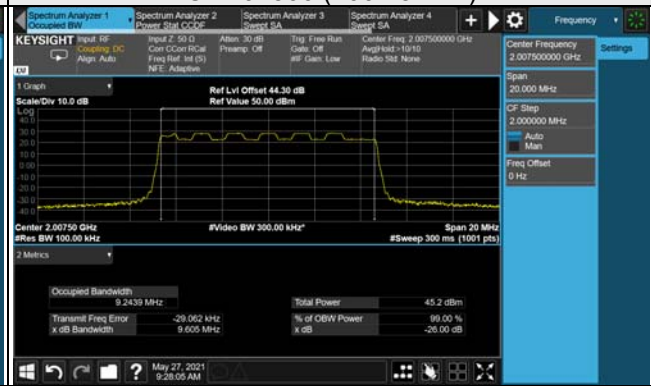 Spectrum Analyzer 1
Occupied BW
Spectrum Analyzer 2
Power Stat CCDF
Spectrum Analyzer 3
Swept SA
Spectrum Analyzer 4
Swept SA
Frequency
KEYSIGHT
Input: RF
Coupling: DC
Align: Auto
Input Z: 50 Ω
Corr CCorr RCal
Freq Ref: Int (S)
NFE: Adaptive
Atten: 30 dB
Preamp: Off
Trig: Free Run
Gate: Off
#IF Gain: Low
Center Freq: 2.007500000 GHz
Avg|Hold:>10/10
Radio Std: None
LXI
1 Graph
Scale/Div 10.0 dB
Ref Lvl Offset 44.30 dB
Ref Value 50.00 dBm
Log
40.0
30.0
20.0
10.0
0.00
-10.0
-20.0
-30.0
-40.0
Center 2.00750 GHz
#Res BW 100.00 kHz
#Video BW 300.00 kHz*
Span 20 MHz
#Sweep 300 ms (1001 pts)
2 Metrics
Occupied Bandwidth
9.2439 MHz
Total Power
45.2 dBm
Transmit Freq Error
-29.062 kHz
% of OBW Power
99.00 %
x dB Bandwidth
9.605 MHz
x dB
-26.00 dB
Center Frequency
2.007500000 GHz
Settings
Span
20.000 MHz
CF Step
2.000000 MHz
Auto
Man
Freq Offset
0 Hz
?
May 27, 2021
9:28:05 AM